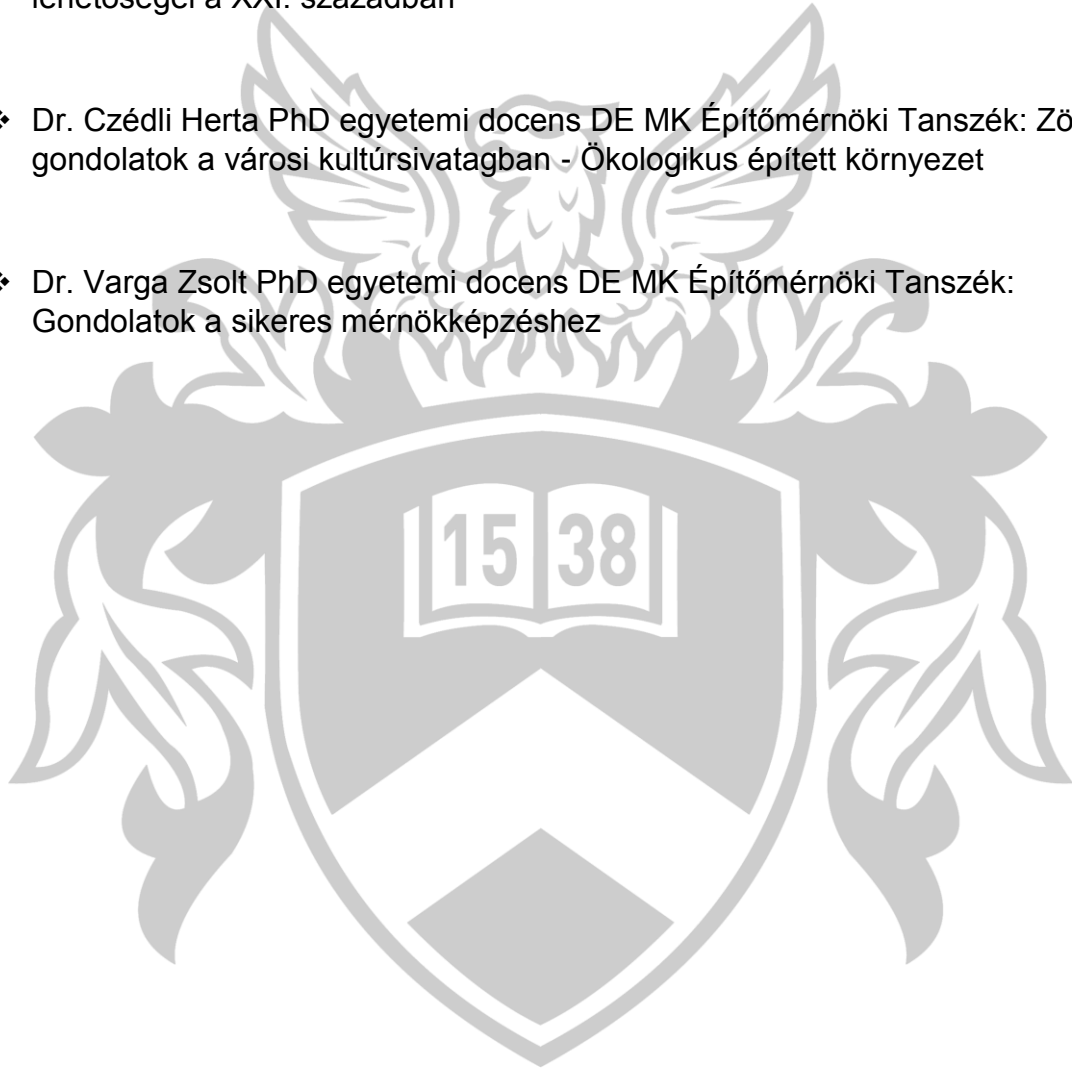 lehetőségei a XXI. században
❖ Dr. Czédli Herta PhD egyetemi docens DE MK Építőmérnöki Tanszék:
gondolatok a városi kultúrsivatagban - Ökologikus épített környezet
❖ Dr. Varga Zsolt PhD egyetemi docens DE MK Építőmérnöki Tanszék:
Gondolatok a sikeres mérnökképzéshez
15 38